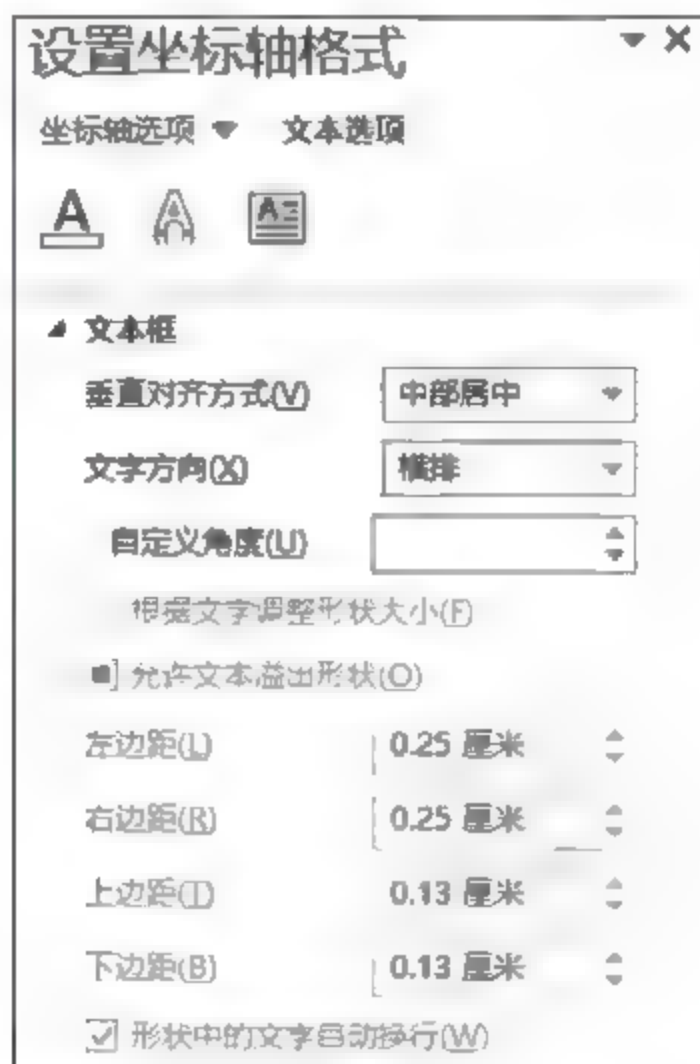 设置坐标轴格式
坐标轴选项 文本选项
文本框
垂直对齐方式(V) 中部居中
文字方向(X) 横排
自定义角度(U)
根据文字调整形状大小(F)
允许文本溢出形状(O)
左边距(L) 0.25 厘米
右边距(R) 0.25 厘米
上边距(T) 0.13 厘米
下边距(B) 0.13 厘米
形状中的文字自动换行(W)